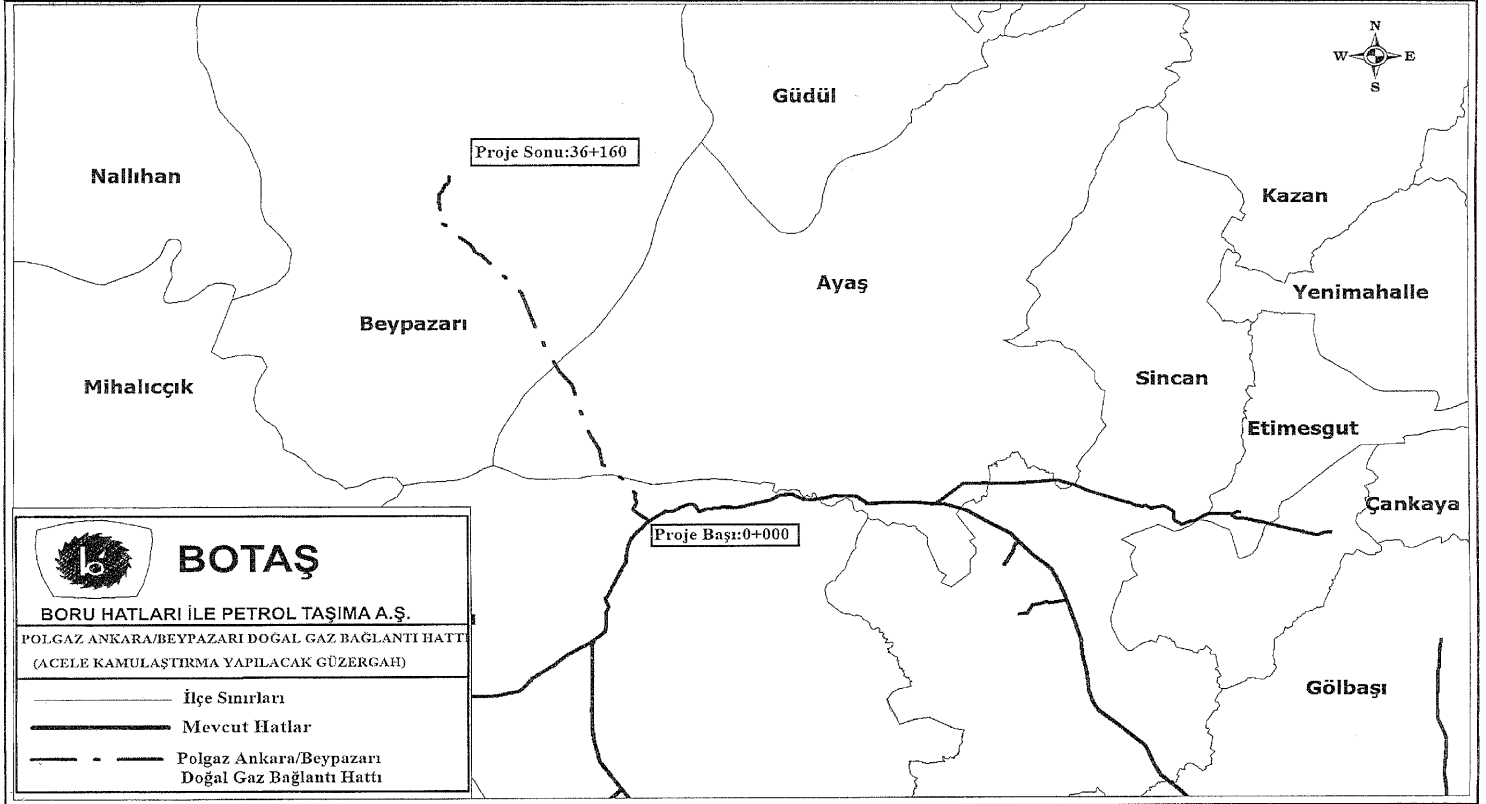 N
W E
S
Güdül
Proje Sonu:36+160
Nallıhan
Kazan
Ayaş
Yenimahalle
Beypazarı
Mihalıcçık
Sincan
Etimesgut
Çankaya
Proje Başı:0+000
BOTAŞ
BORU HATLARI İLE PETROL TAŞIMA A.Ş.
POLGAZ ANKARA/BEYPAZARI DOĞAL GAZ BAĞLANTI HATTI
(ACELE KAMULAŞTIRMA YAPILACAK GÜZERGAH)
Gölbaşı
İlçe Sınırları
Mevcut Hatlar
Polgaz Ankara/Beypazarı
Doğal Gaz Bağlantı Hattı